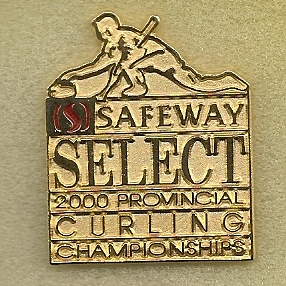 S SAFEWAY
SELECT
2000 PROVINCIAL
CURLING
CHAMPIONSHIPS